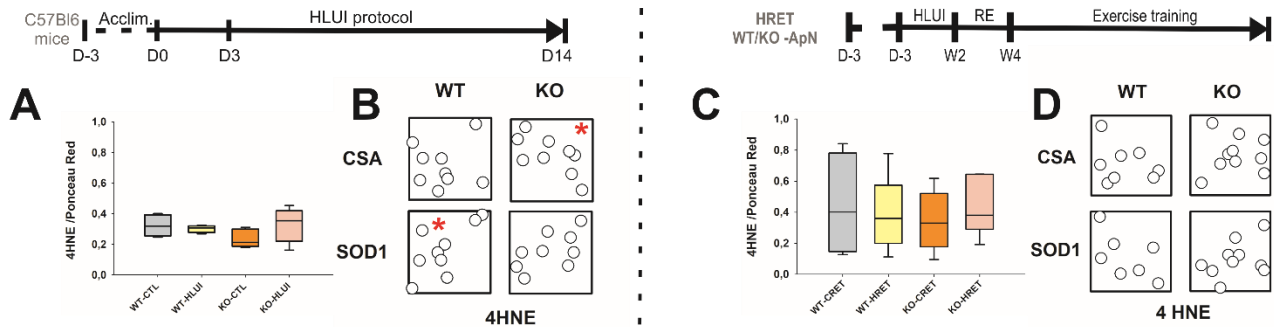 C57Bl6
mice
Acclim.
HLUI protocol
D-3
D0
D3
D14
HRET
WT/KO -ApN
HLUI
RE
Exercise training
D-3
D-3
W2
W4
A
1,0
0,8
0,6
0,4
0,2
0,0
4HNE /Ponceau Red
WT-CTL
WT-HLUI
KO-CTL
KO-HLUI
B
WT
KO
CSA
*
SOD1
*
4HNE
C
1,0
0,8
0,6
0,4
0,2
0,0
4HNE /Ponceau Red
WT-CRET
WT-HRET
KO-CRET
KO-HRET
D
WT
KO
CSA
SOD1
4 HNE